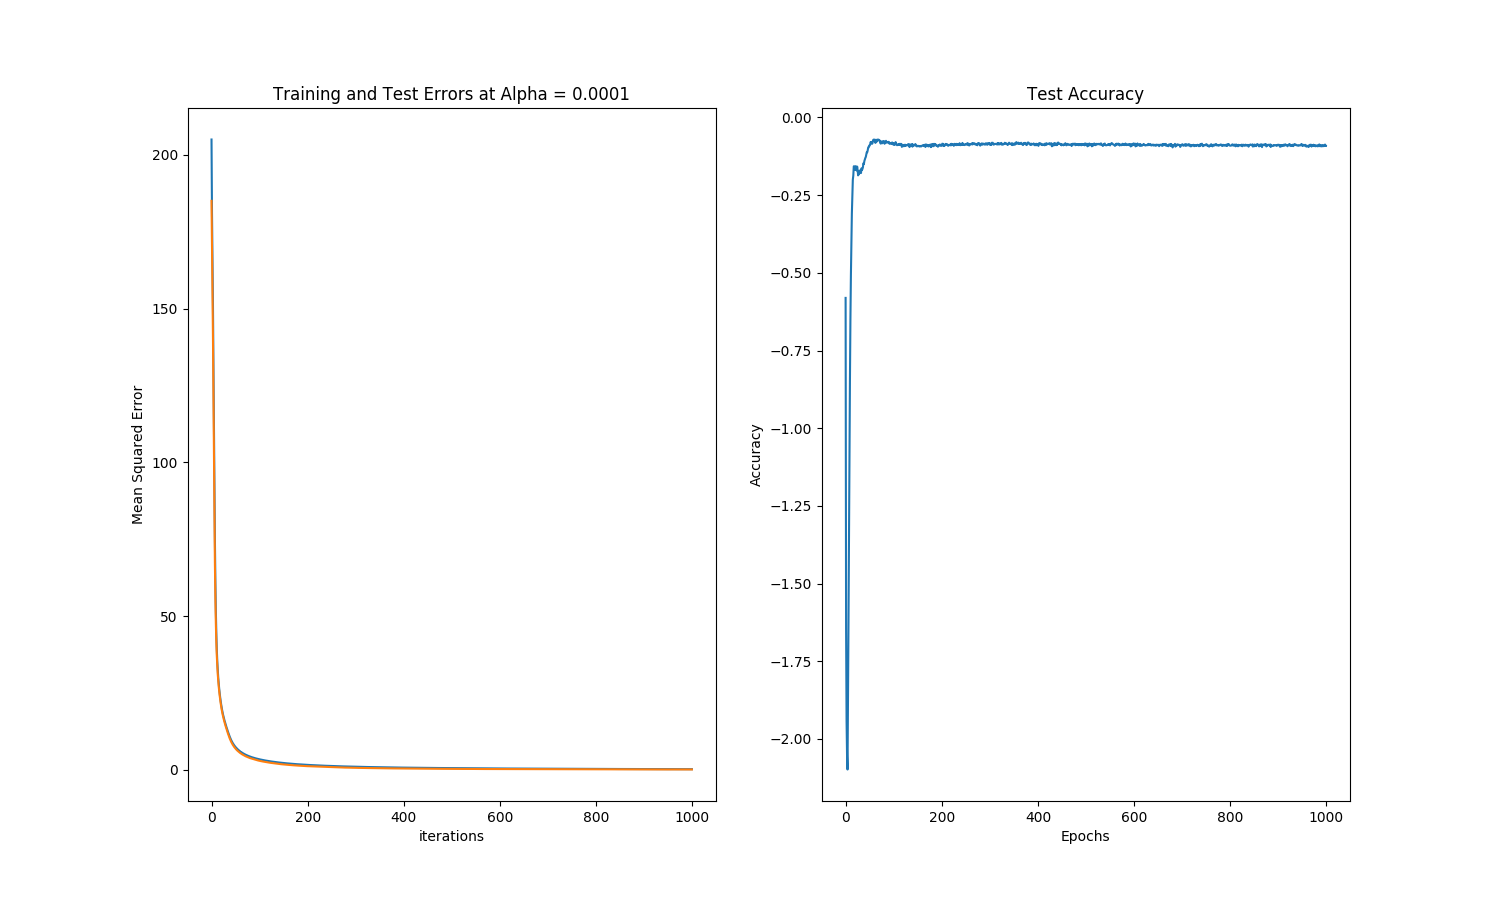 Training and Test Errors at Alpha = 0.0001
Mean Squared Error
200
150
100
50
0
0 200 400 600 800 1000
iterations
Test Accuracy
Accuracy
0.00
−0.25
−0.50
−0.75
−1.00
−1.25
−1.50
−1.75
−2.00
0 200 400 600 800 1000
Epochs